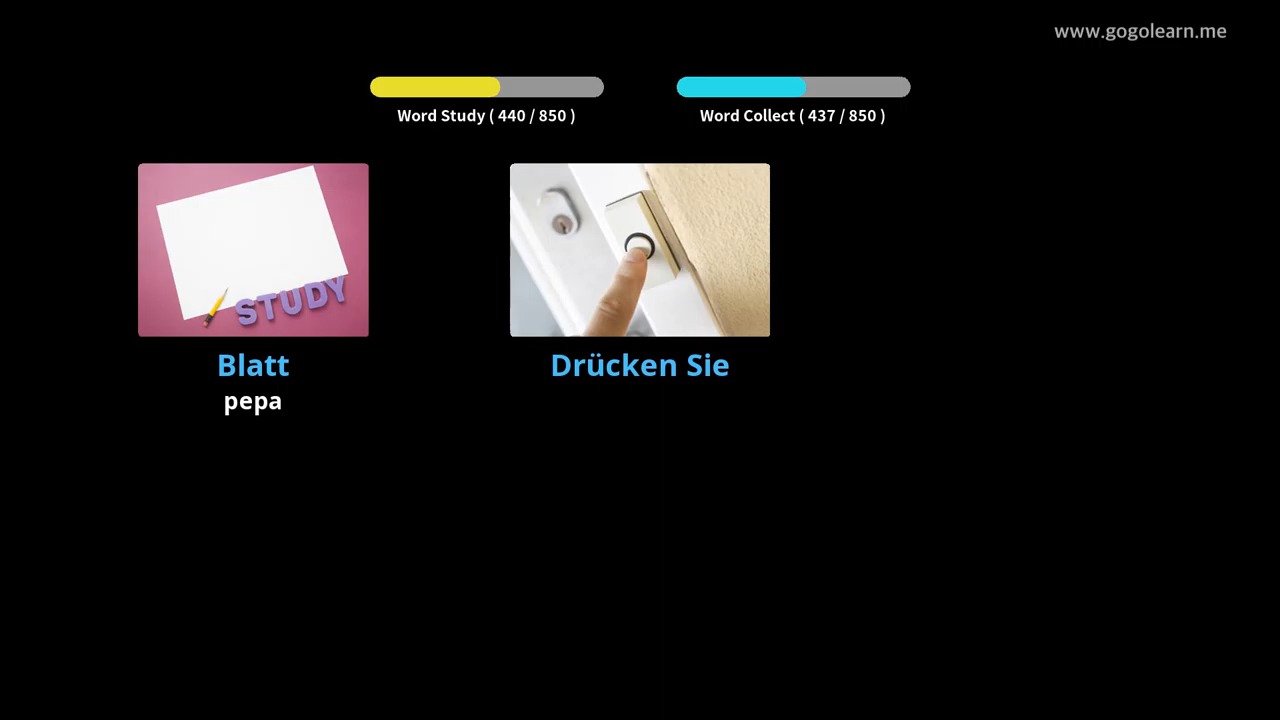 www.gogolearn.me
Word Study ( 440 / 850 )
Word Collect ( 437 / 850 )
STUDY
Blatt
pepa
Drücken Sie